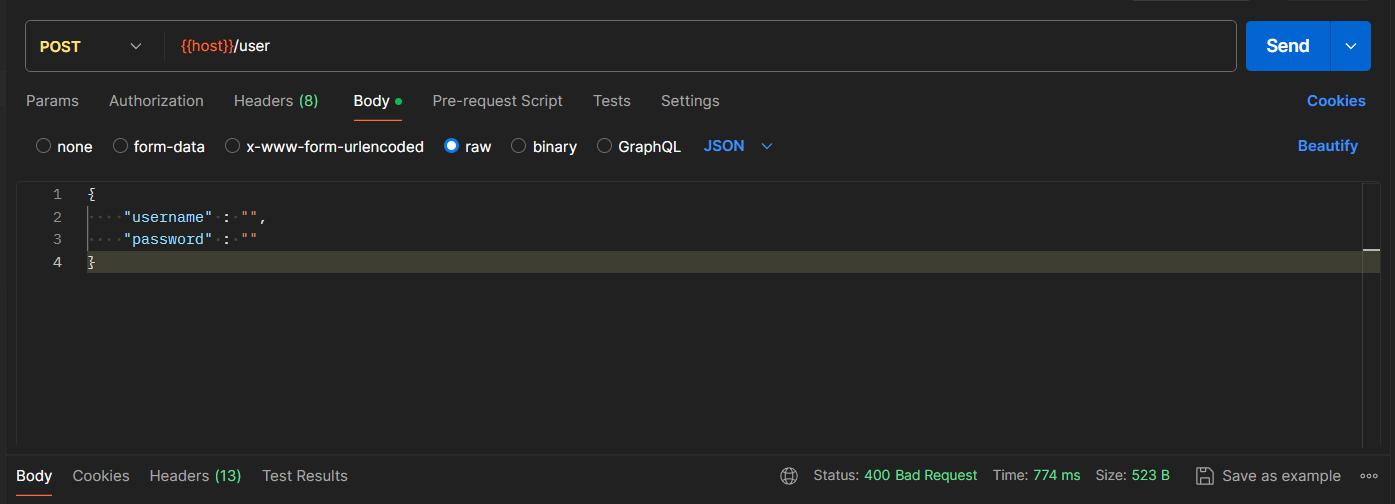 POST {{host}}/user Send
Params Authorization Headers (8) Body Pre-request Script Tests Settings Cookies
none form-data x-www-form-urlencoded raw binary GraphQL JSON Beautify
1 {
2 "username" : "",
3 "password" : ""
4 }
Body Cookies Headers (13) Test Results Status: 400 Bad Request Time: 774 ms Size: 523 B Save as example